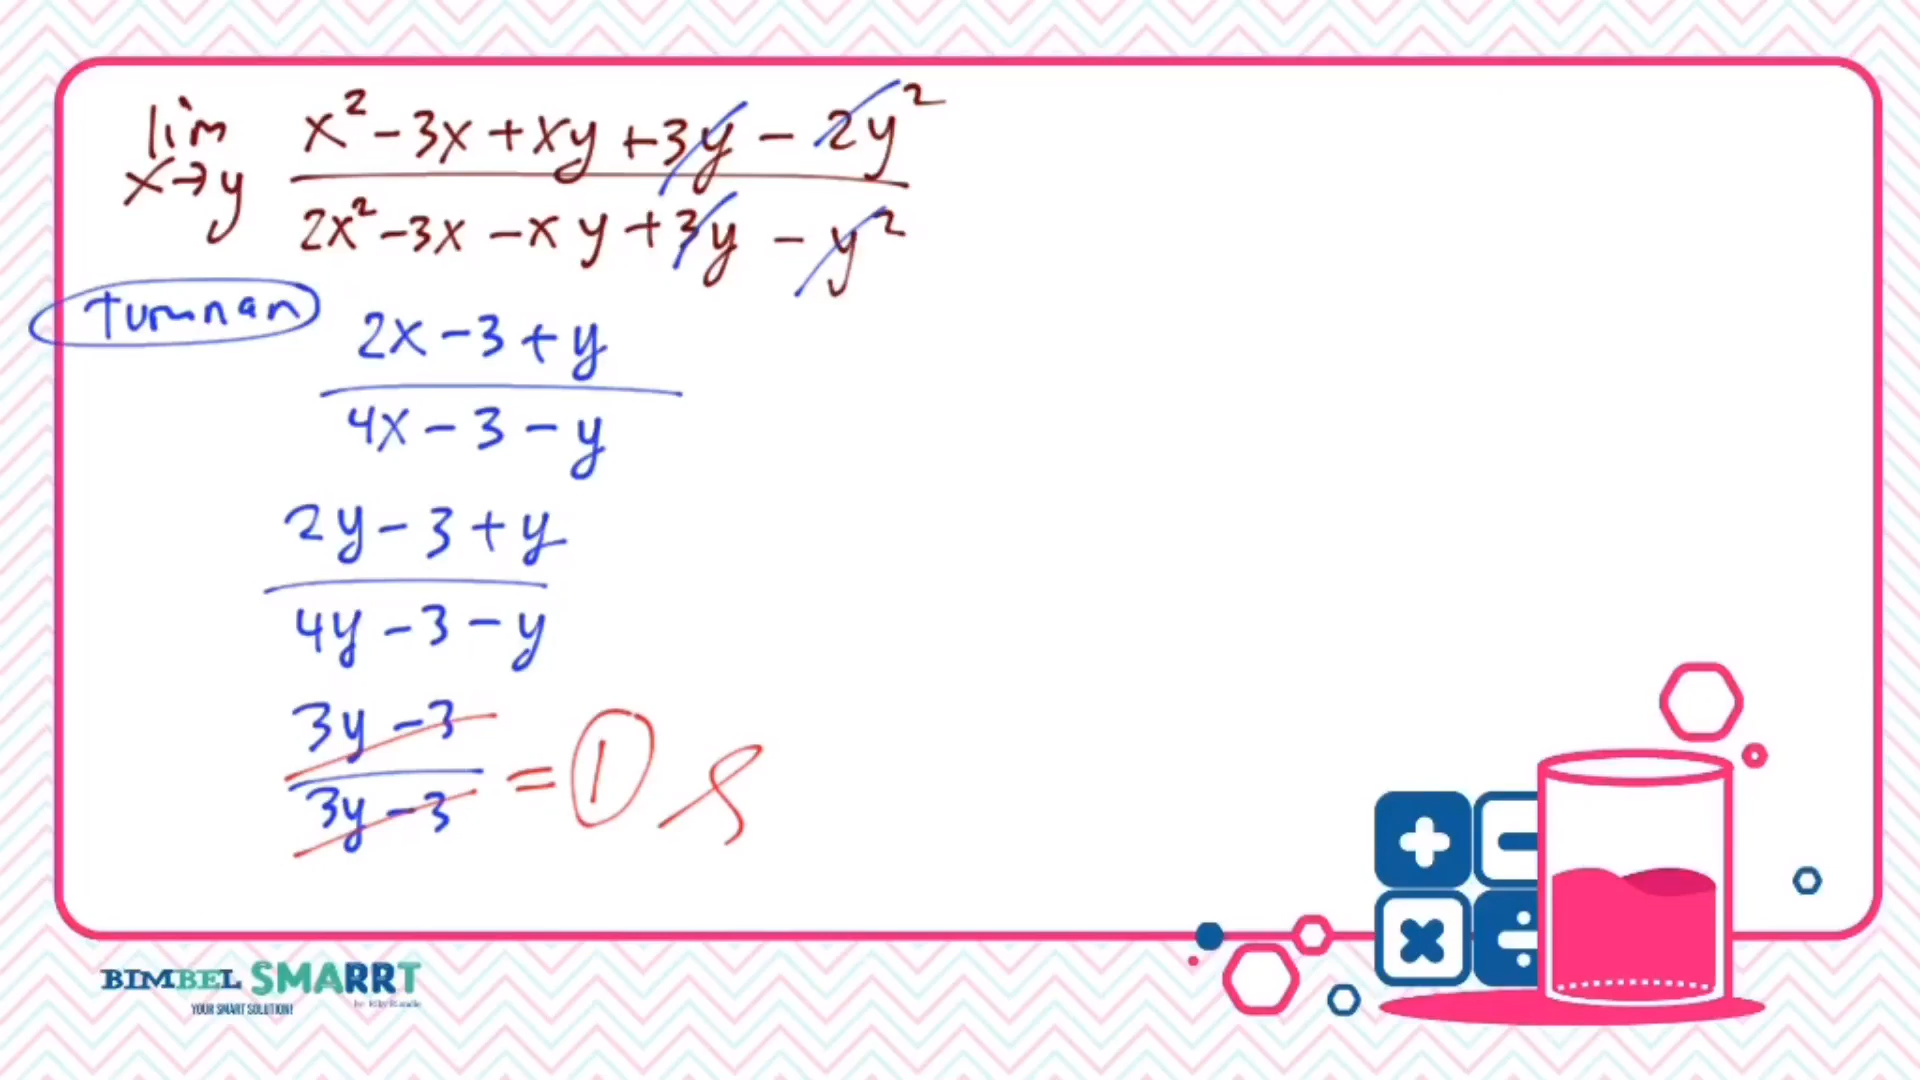 lim x→y
x² - 3x + xy + 3y - 2y²
2x² - 3x - xy + 3y - y²
turunan
2x - 3 + y
4x - 3 - y
2y - 3 + y
4y - 3 - y
3y - 3
3y - 3
= 1
BIMBEL SMARRT
YOUR SMART SOLUTION!